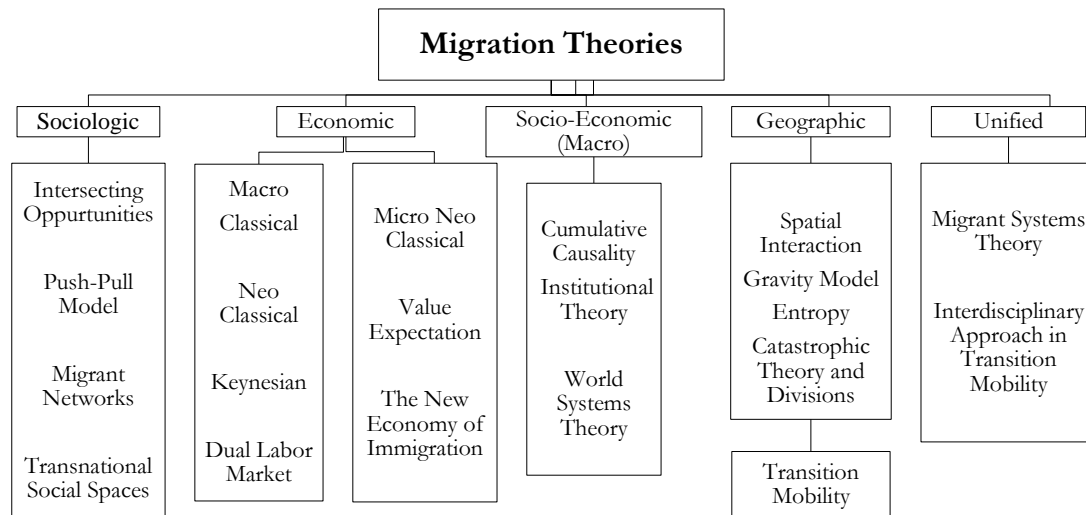 Migration Theories
Sociologic
Economic
Socio-Economic
(Macro)
Geographic
Unified
Intersecting
Oppurtunities
Push-Pull
Model
Migrant
Networks
Transnational
Social Spaces
Macro
Classical
Neo
Classical
Keynesian
Dual Labor
Market
Micro Neo
Classical
Value
Expectation
The New
Economy of
Immigration
Cumulative
Causality
Institutional
Theory
World
Systems
Theory
Spatial
Interaction
Gravity Model
Entropy
Catastrophic
Theory and
Divisions
Transition
Mobility
Migrant Systems
Theory
Interdisciplinary
Approach in
Transition
Mobility